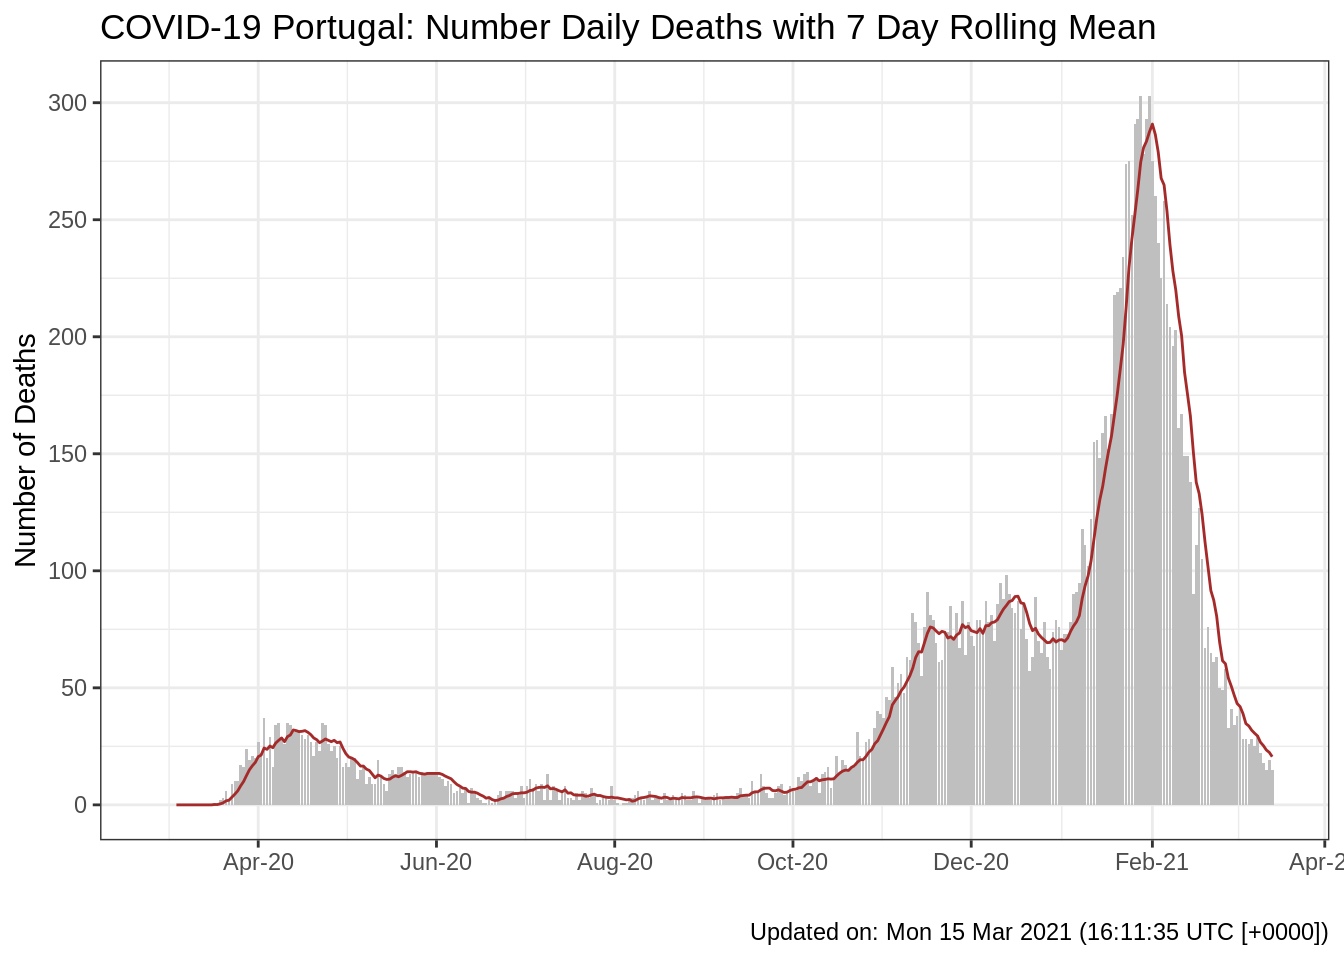 COVID-19 Portugal: Number Daily Deaths with 7 Day Rolling Mean
Number of Deaths
300
250
200
150
100
50
0
Apr-20 Jun-20 Aug-20 Oct-20 Dec-20 Feb-21 Apr-2
Updated on: Mon 15 Mar 2021 (16:11:35 UTC [+0000])